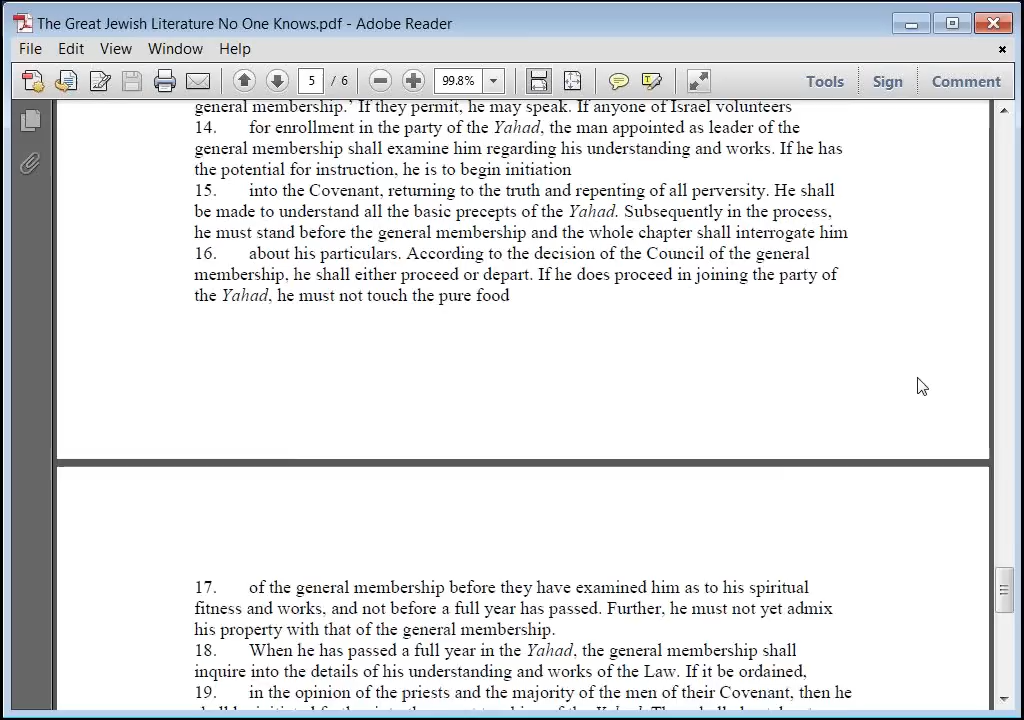 The Great Jewish Literature No One Knows.pdf - Adobe Reader
File Edit View Window Help
5 / 6 99.8% Tools Sign Comment
general membership.’ If they permit, he may speak. If anyone of Israel volunteers
14. for enrollment in the party of the Yahad, the man appointed as leader of the
general membership shall examine him regarding his understanding and works. If he has
the potential for instruction, he is to begin initiation
15. into the Covenant, returning to the truth and repenting of all perversity. He shall
be made to understand all the basic precepts of the Yahad. Subsequently in the process,
he must stand before the general membership and the whole chapter shall interrogate him
16. about his particulars. According to the decision of the Council of the general
membership, he shall either proceed or depart. If he does proceed in joining the party of
the Yahad, he must not touch the pure food
17. of the general membership before they have examined him as to his spiritual
fitness and works, and not before a full year has passed. Further, he must not yet admix
his property with that of the general membership.
18. When he has passed a full year in the Yahad, the general membership shall
inquire into the details of his understanding and works of the Law. If it be ordained,
19. in the opinion of the priests and the majority of the men of their Covenant, then he